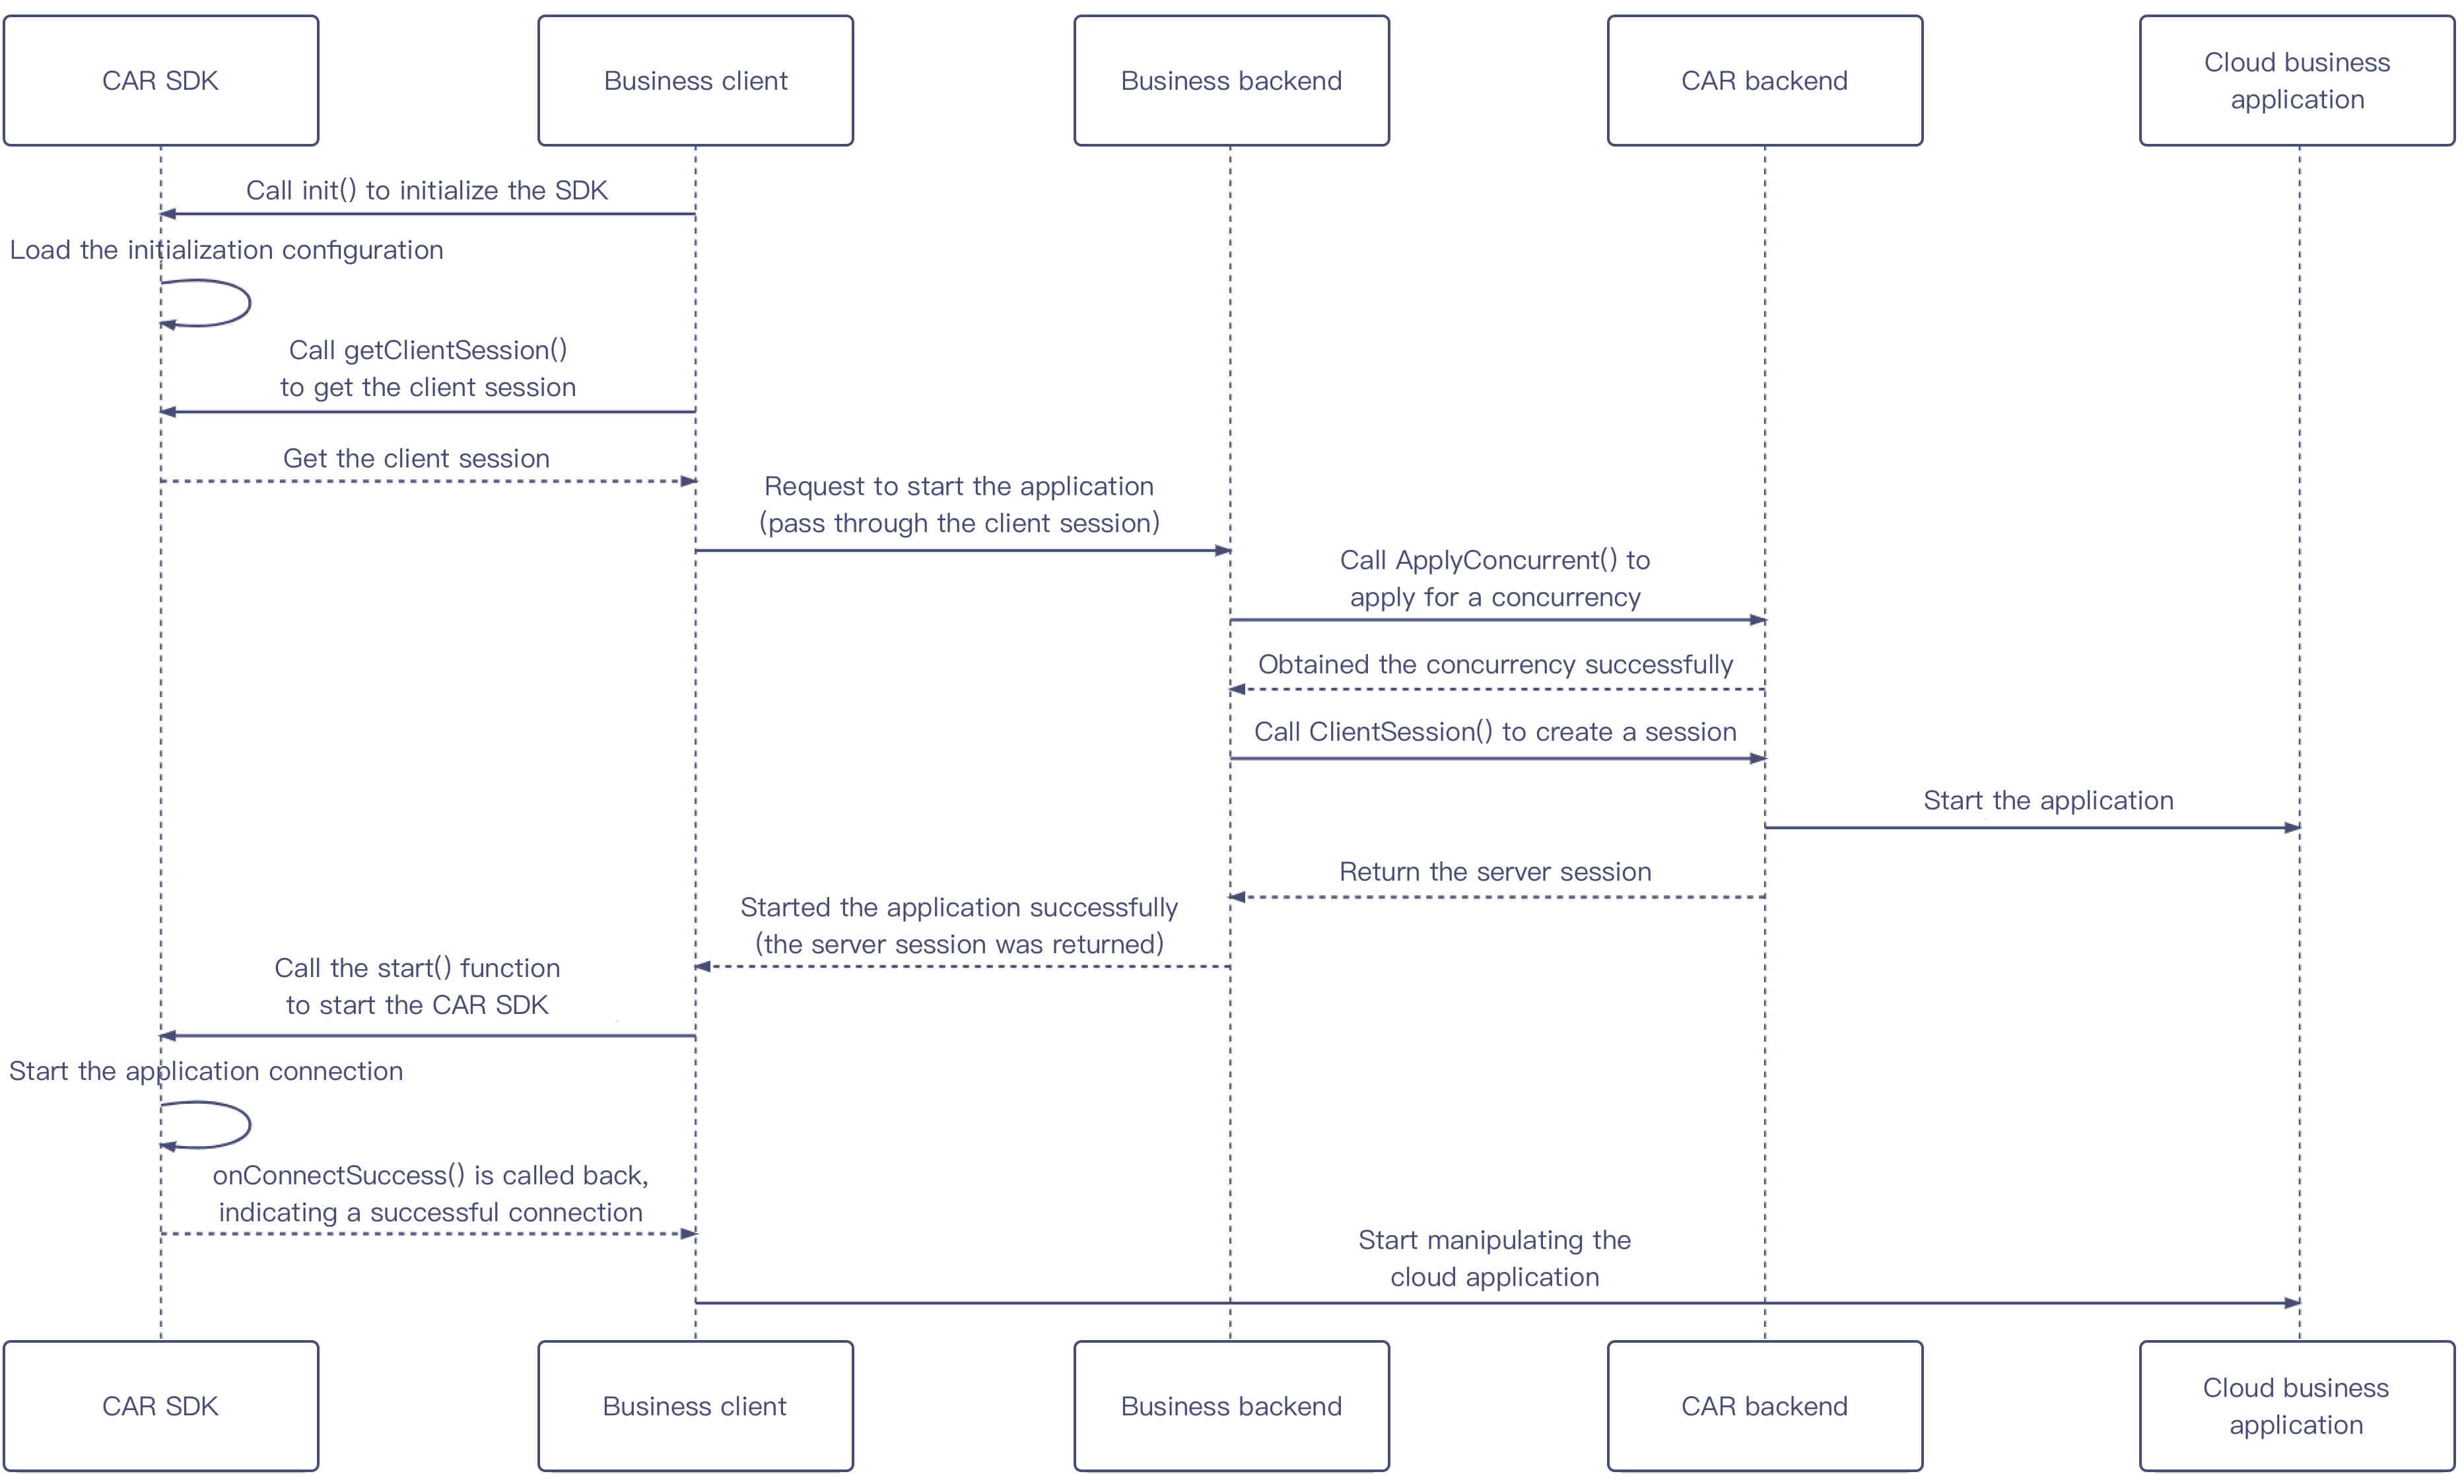 CAR SDK
Business client
Business backend
CAR backend
Cloud business
application
Call init() to initialize the SDK
Load the initialization configuration
Call getClientSession()
to get the client session
Get the client session
Request to start the application
(pass through the client session)
Call ApplyConcurrent() to
apply for a concurrency
Obtained the concurrency successfully
Call ClientSession() to create a session
Start the application
Return the server session
Started the application successfully
(the server session was returned)
Call the start() function
to start the CAR SDK
Start the application connection
onConnectSuccess() is called back,
indicating a successful connection
Start manipulating the
cloud application
CAR SDK
Business client
Business backend
CAR backend
Cloud business
application